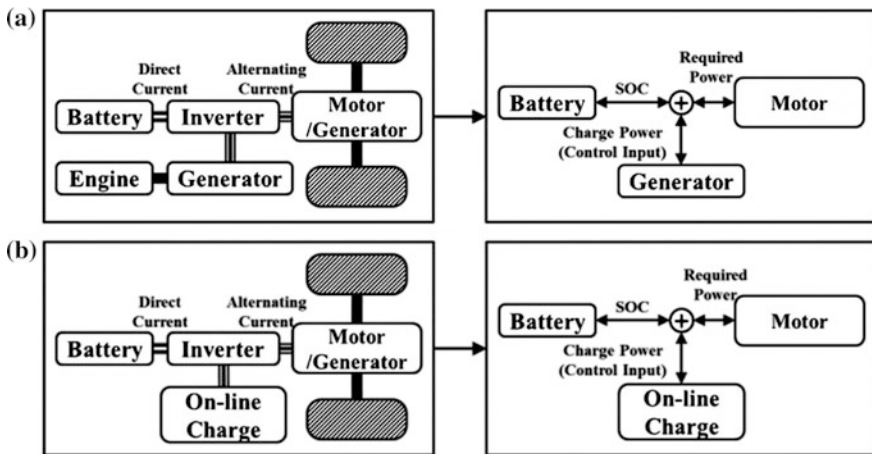 (a)
Direct
Current
Alternating
Current
Battery
Inverter
Motor
/Generator
Engine
Generator
Required
Power
SOC
Battery
Motor
Charge Power
(Control Input)
Generator
(b)
Direct
Current
Alternating
Current
Battery
Inverter
Motor
/Generator
On-line
Charge
Required
Power
SOC
Battery
Motor
Charge Power
(Control Input)
On-line
Charge